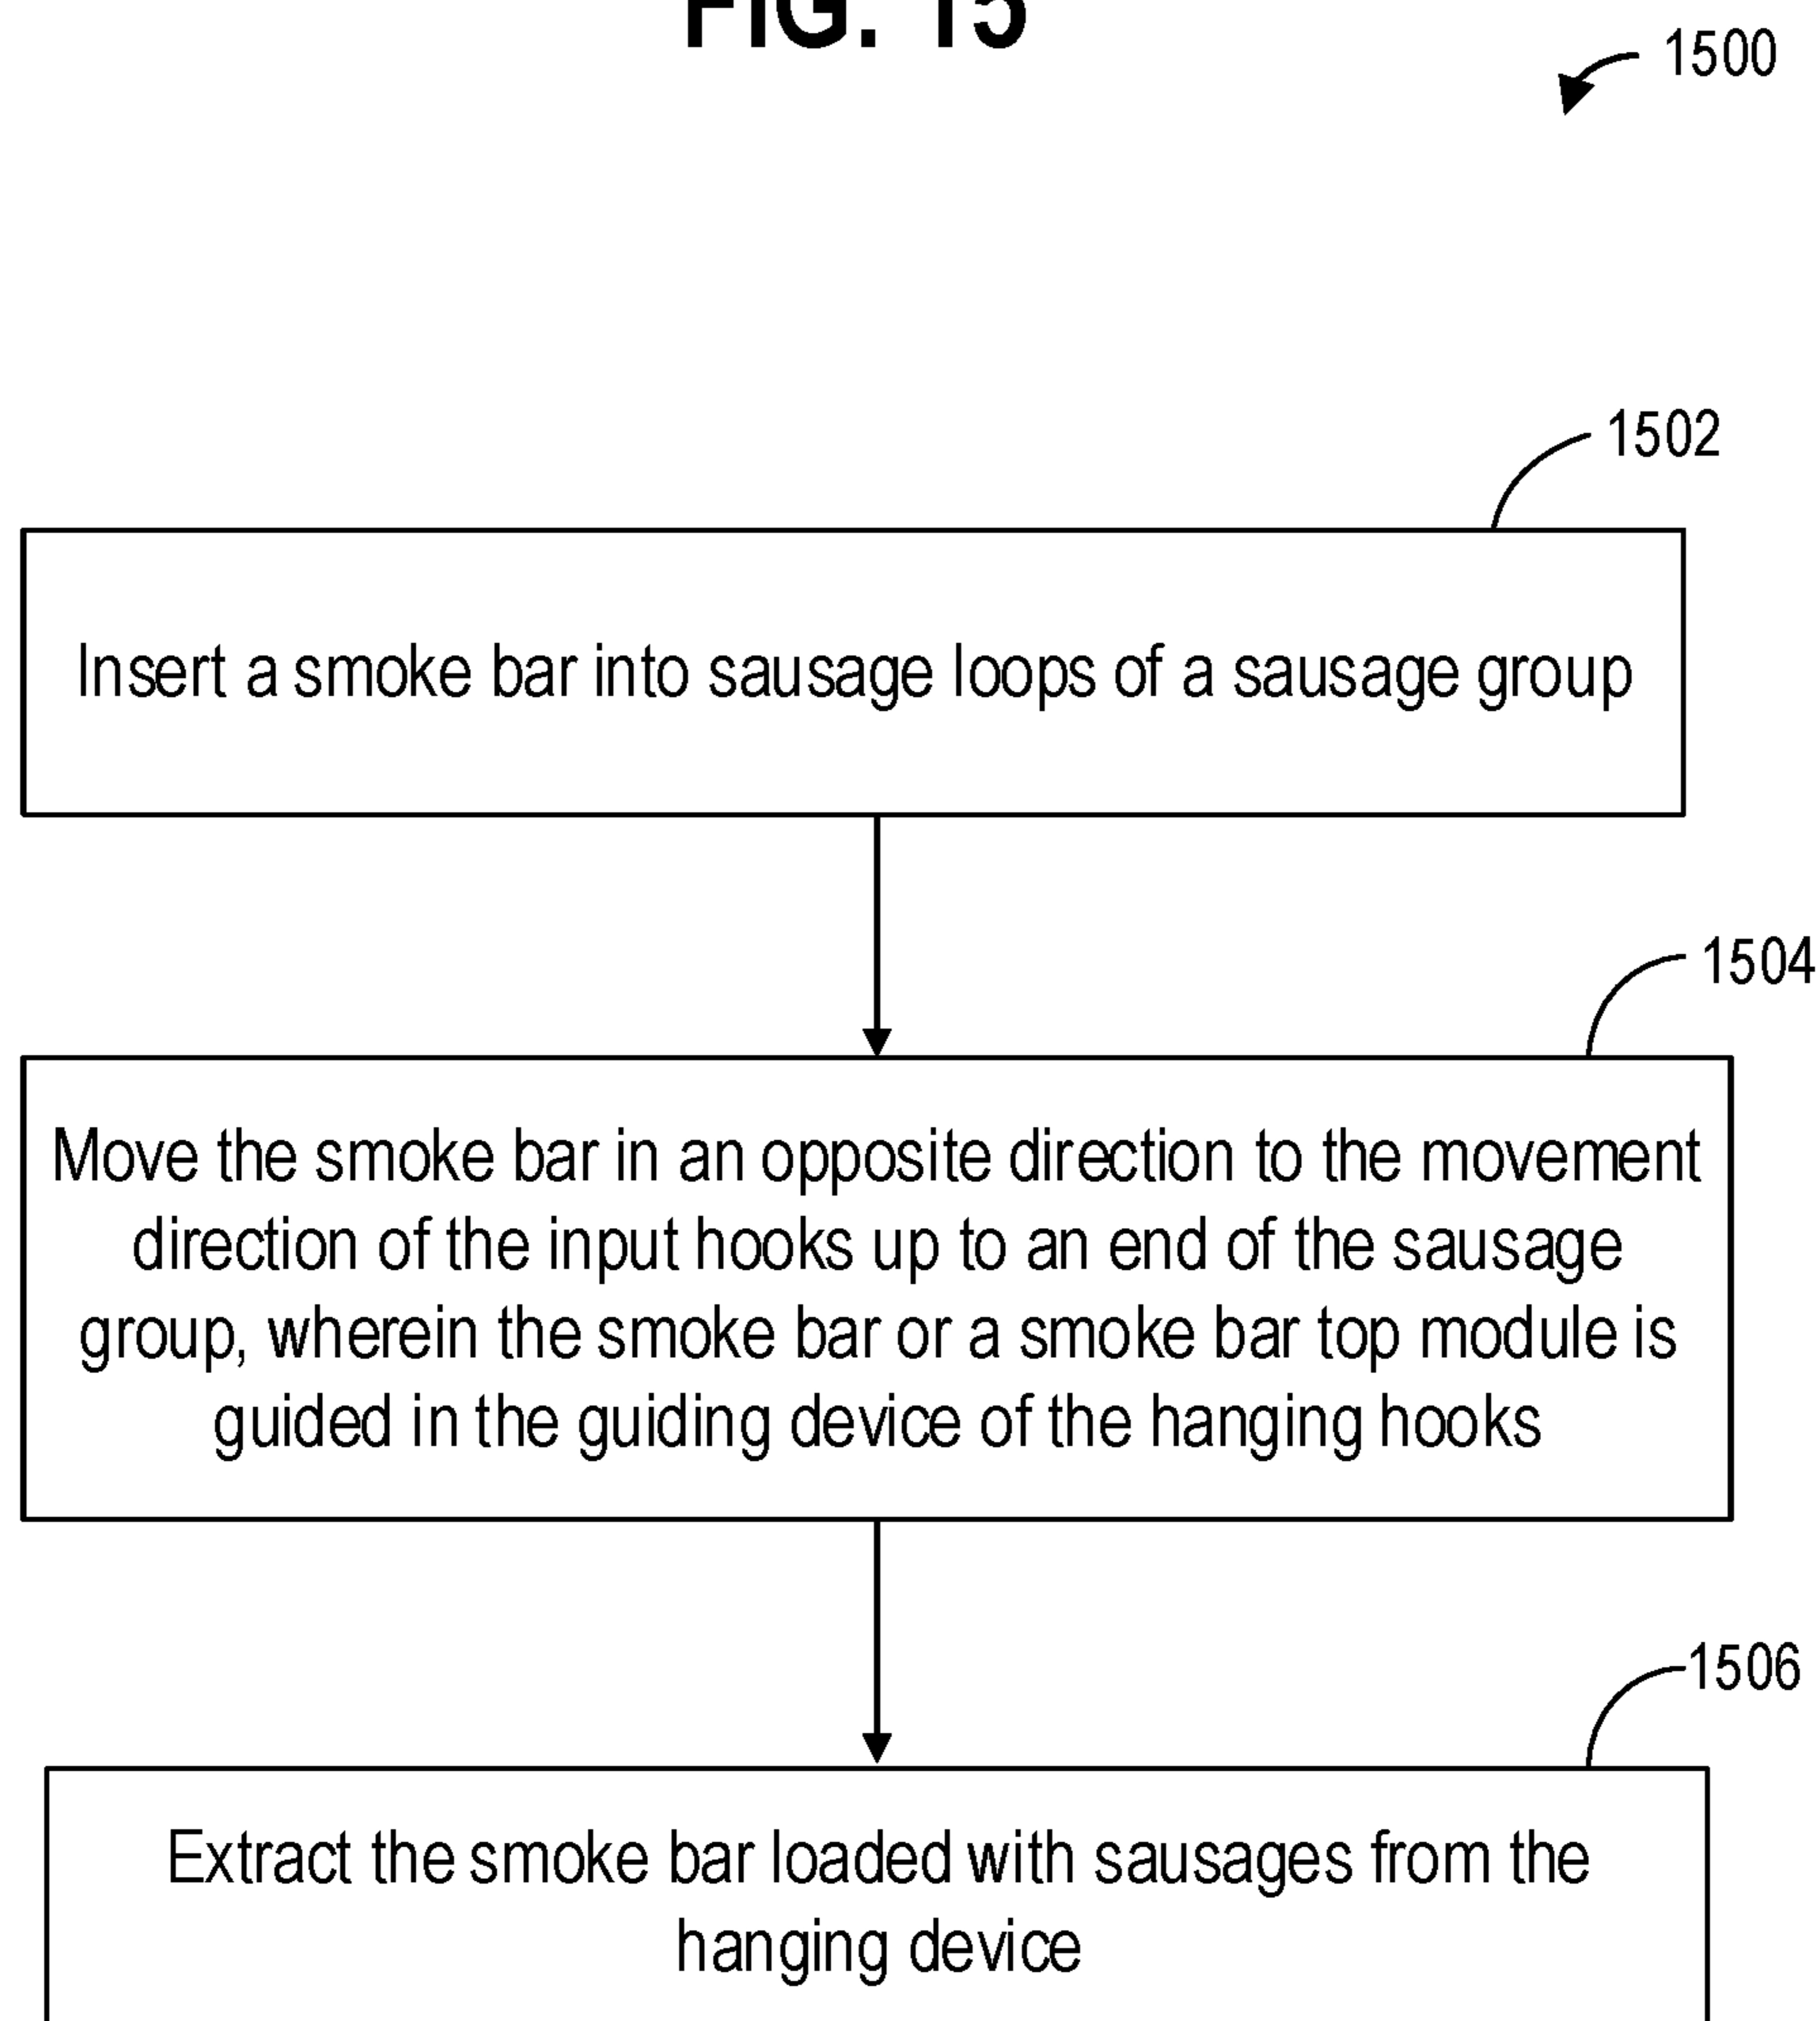 FIG. 15
1500
1502
Insert a smoke bar into sausage loops of a sausage group
1504
Move the smoke bar in an opposite direction to the movement
direction of the input hooks up to an end of the sausage
group, wherein the smoke bar or a smoke bar top module is
guided in the guiding device of the hanging hooks
1506
Extract the smoke bar loaded with sausages from the
hanging device